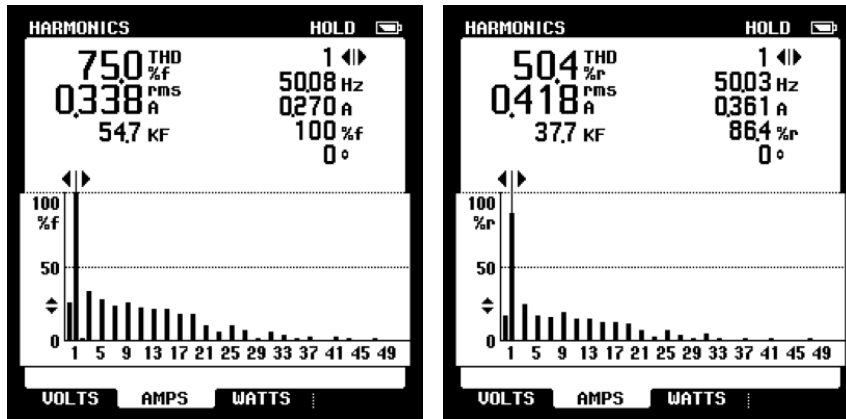 HARMONICS HOLD
75.0 THD %f 1
0.338 rms A 50.08 Hz
0.270 A
54.7 KF 100 %f
0 °
100
%f
50
0
1 5 9 13 17 21 25 29 33 37 41 45 49
VOLTS AMPS WATTS
HARMONICS HOLD
50.4 THD %r 1
0.418 rms A 50.03 Hz
0.361 A
37.7 KF 86.4 %r
0 °
100
%r
50
0
1 5 9 13 17 21 25 29 33 37 41 45 49
VOLTS AMPS WATTS